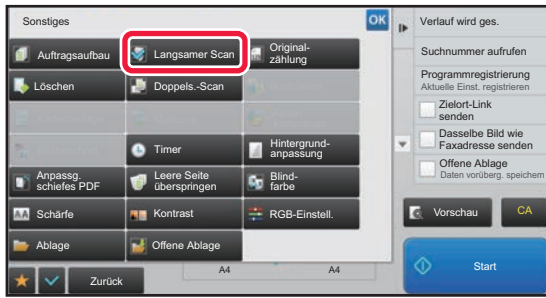 Sonstiges
OK
Auftragsaufbau
Langsamer Scan
Original-
zählung
Löschen
Doppels.-Scan
Timer
Hintergrund-
anpassung
Anpassg.
schiefes PDF
Leere Seite
überspringen
Blind-
farbe
Schärfe
Kontrast
RGB-Einstell.
Ablage
Offene Ablage
Zurück
A4
A4
Verlauf wird ges.
Suchnummer aufrufen
Programmregistrierung
Aktuelle Einst. registrieren
Zielort-Link
senden
Dasselbe Bild wie
Faxadresse senden
Offene Ablage
Daten vorüberg. speichern
Vorschau
CA
Start